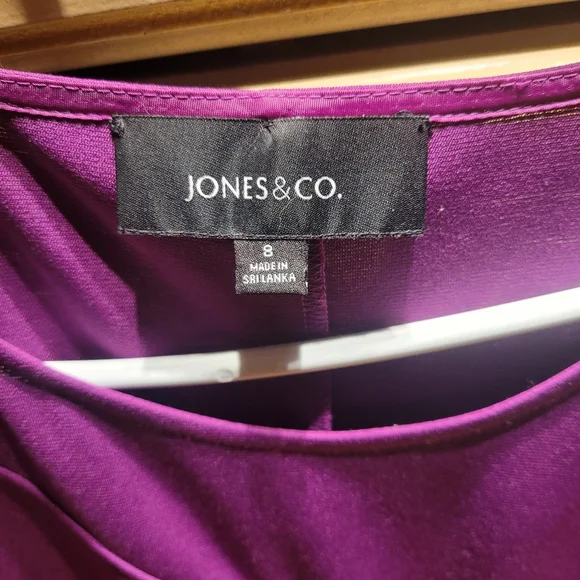 JONES&CO.
8
MADE IN
SRI LANKA